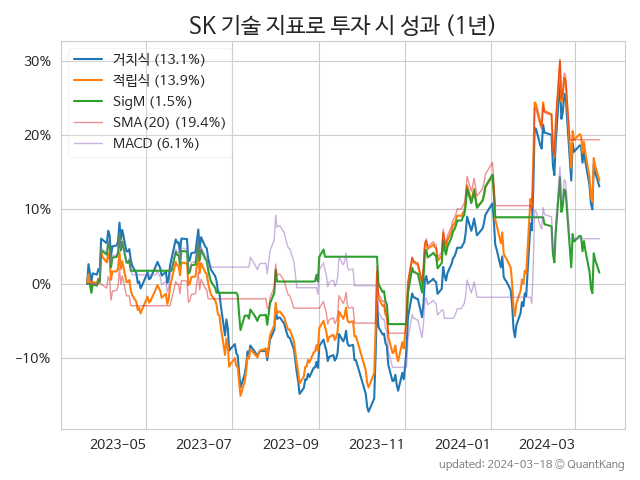 SK 기술 지표로 투자 시 성과 (1년)
거치식 (13.1%)
적립식 (13.9%)
SigM (1.5%)
SMA(20) (19.4%)
MACD (6.1%)
30%
20%
10%
0%
−10%
2023-05 2023-07 2023-09 2023-11 2024-01 2024-03
updated: 2024-03-18 © QuantKang